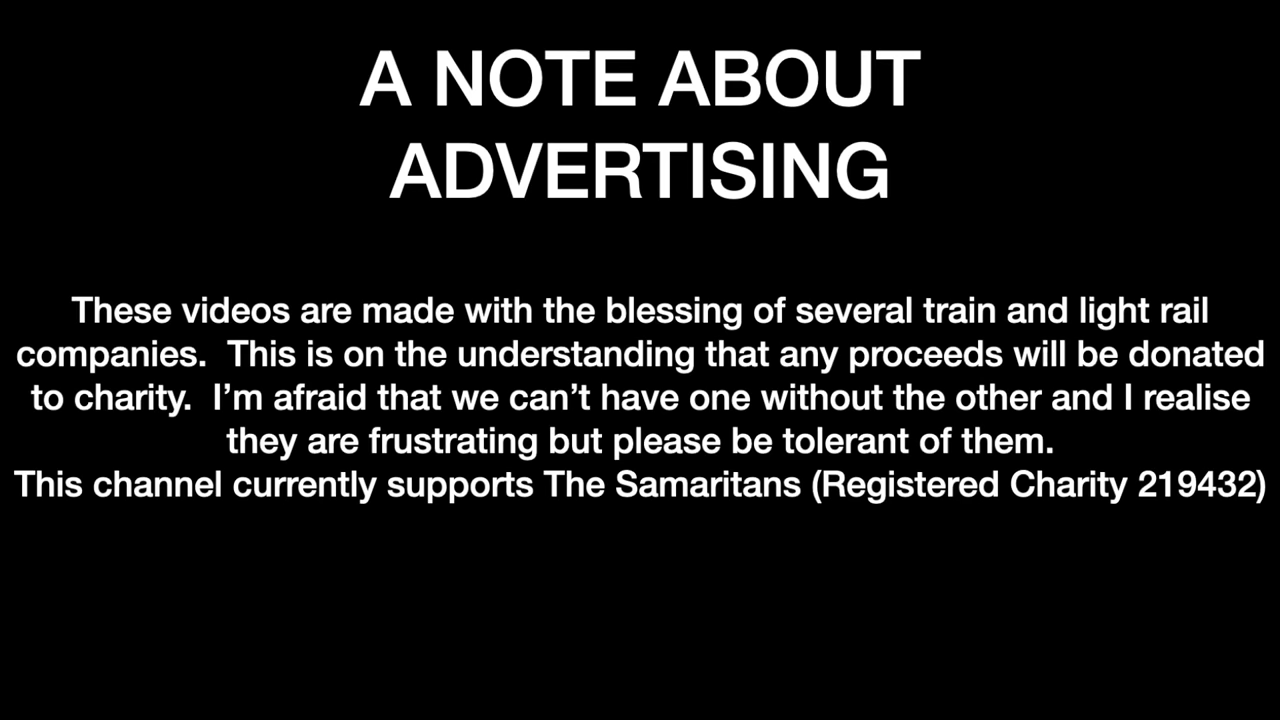 A NOTE ABOUT
ADVERTISING
These videos are made with the blessing of several train and light rail
companies.  This is on the understanding that any proceeds will be donated
to charity.  I’m afraid that we can’t have one without the other and I realise
they are frustrating but please be tolerant of them.
This channel currently supports The Samaritans (Registered Charity 219432)